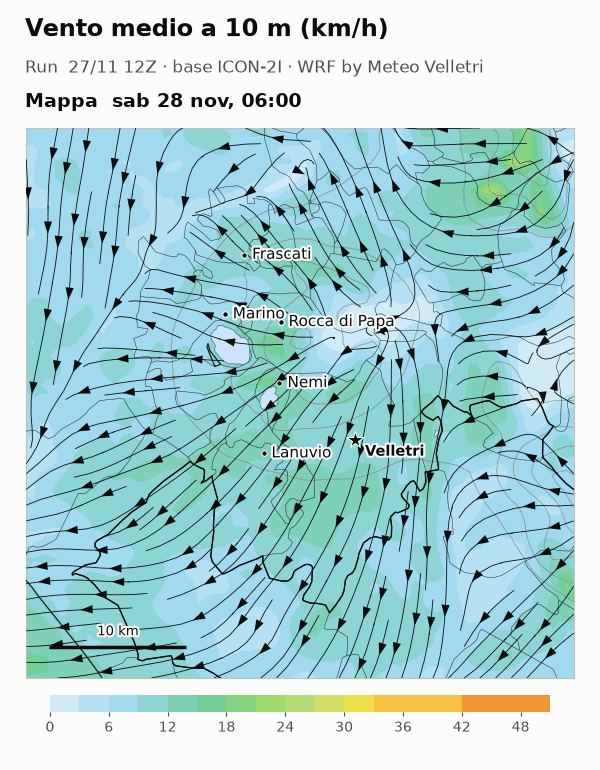 Vento medio a 10 m (km/h)
Run  27/11 12Z · base ICON-2I · WRF by Meteo Velletri
Mappa  sab 28 nov, 06:00
Frascati
Marino
Rocca di Papa
Nemi
Velletri
Lanuvio
10 km
0 6 12 18 24 30 36 42 48